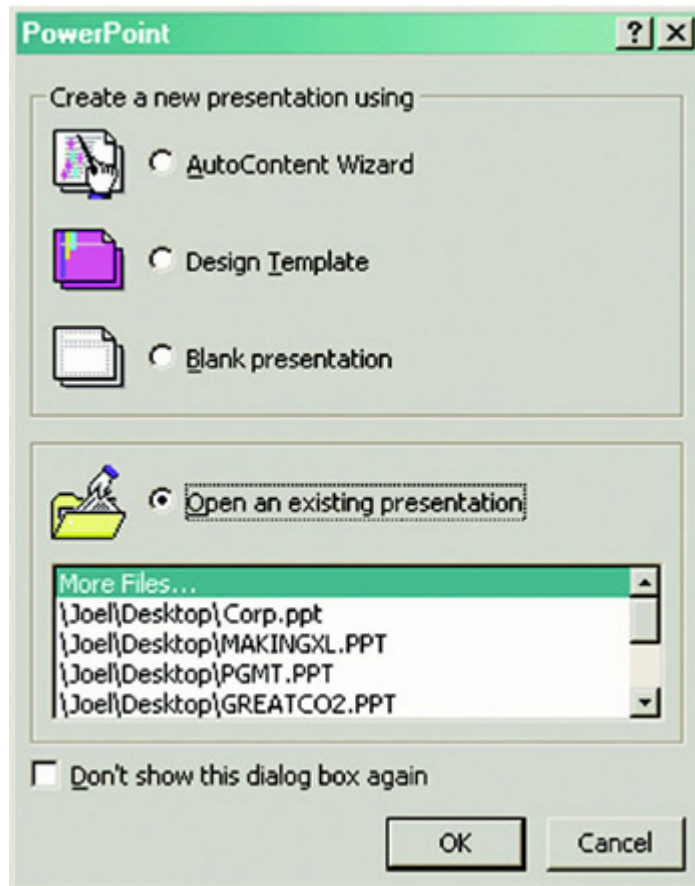 PowerPoint
Create a new presentation using
AutoContent Wizard
Design Template
Blank presentation
Open an existing presentation
More Files...
\Joel\Desktop\Corp.ppt
\Joel\Desktop\MAKINGXL.PPT
\Joel\Desktop\PGMT.PPT
\Joel\Desktop\GREATCO2.PPT
Don't show this dialog box again
OK Cancel